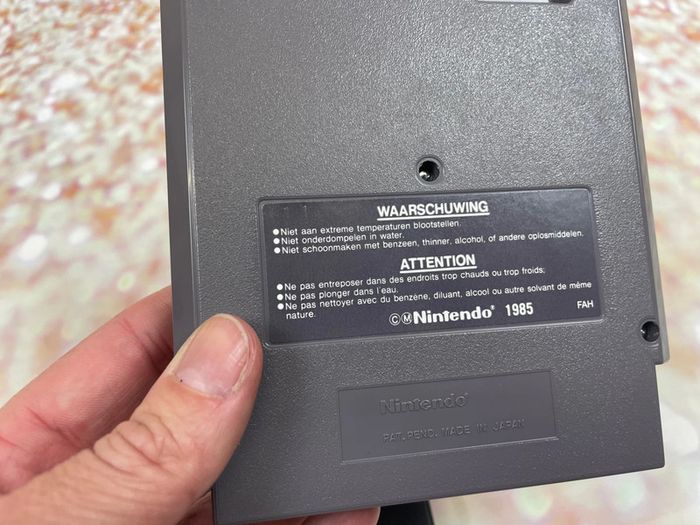 WAARSCHUWING
●Niet aan extreme temperaturen blootstellen.
●Niet onderdompelen in water.
●Niet schoonmaken met benzeen, thinner, alcohol, of andere oplosmiddelen.
ATTENTION
●Ne pas entreposer dans des endroits trop chauds ou trop froids;
●Ne pas plonger dans l'eau.
●Ne pas nettoyer avec du benzène, diluant, alcool ou autre solvant de même
nature.
ⒸⓂNintendo® 1985 FAH
Nintendo®
PAT. PEND. MADE IN JAPAN